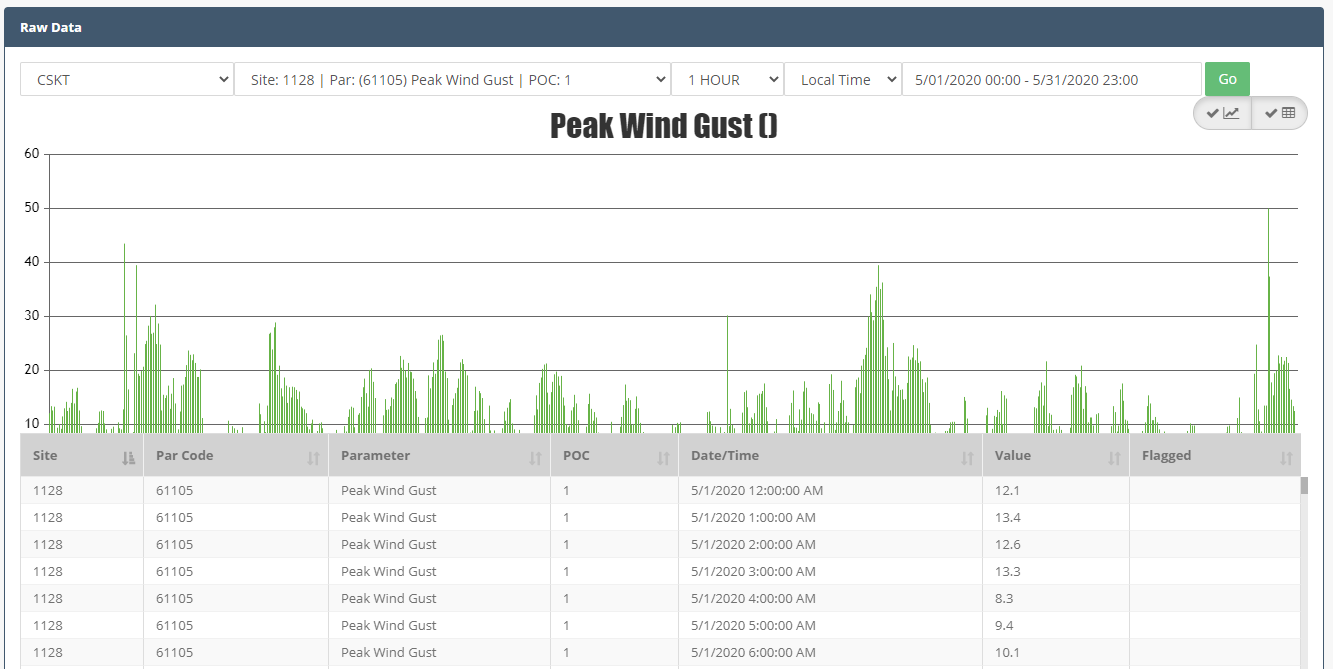 Raw Data
CSKT Site: 1128 | Par: (61105) Peak Wind Gust | POC: 1 1 HOUR Local Time 5/01/2020 00:00 - 5/31/2020 23:00 Go
Peak Wind Gust ()
60
50
40
30
20
10
Site Par Code Parameter POC Date/Time Value Flagged
1128 61105 Peak Wind Gust 1 5/1/2020 12:00:00 AM 12.1
1128 61105 Peak Wind Gust 1 5/1/2020 1:00:00 AM 13.4
1128 61105 Peak Wind Gust 1 5/1/2020 2:00:00 AM 12.6
1128 61105 Peak Wind Gust 1 5/1/2020 3:00:00 AM 13.3
1128 61105 Peak Wind Gust 1 5/1/2020 4:00:00 AM 8.3
1128 61105 Peak Wind Gust 1 5/1/2020 5:00:00 AM 9.4
1128 61105 Peak Wind Gust 1 5/1/2020 6:00:00 AM 10.1